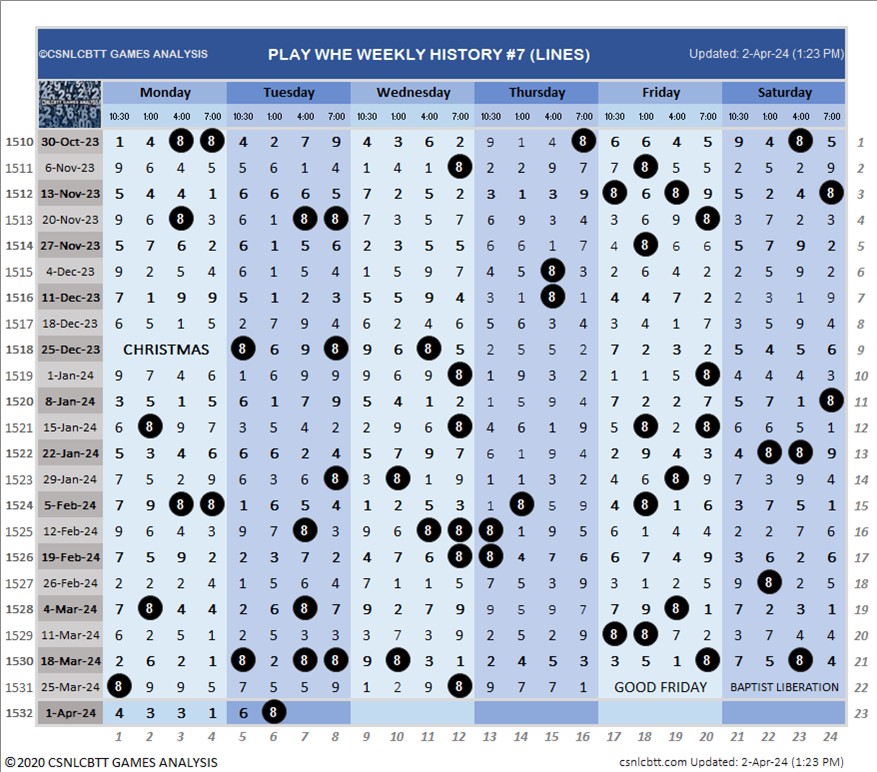 ©CSNLCBTT GAMES ANALYSIS PLAY WHE WEEKLY HISTORY #7 (LINES) Updated: 2-Apr-24 (1:23 PM)
CSNLCBTT GAMES ANALYSIS Monday Tuesday Wednesday Thursday Friday Saturday
10:30 1:00 4:00 7:00 10:30 1:00 4:00 7:00 10:30 1:00 4:00 7:00 10:30 1:00 4:00 7:00 10:30 1:00 4:00 7:00 10:30 1:00 4:00 7:00
1510 30-Oct-23 1 4 8 8 4 2 7 9 4 3 6 2 9 1 4 8 6 6 4 5 9 4 8 5 1
1511 6-Nov-23 9 6 4 5 5 6 1 4 1 4 1 8 2 2 9 7 7 8 5 2 2 5 2 9 2
1512 13-Nov-23 5 4 4 1 6 6 6 5 7 2 5 2 3 1 3 9 8 6 8 9 5 2 4 8 3
1513 20-Nov-23 9 6 8 3 6 1 8 8 7 3 5 7 6 9 3 4 3 6 9 8 3 7 2 3 4
1514 27-Nov-23 5 7 6 2 6 1 5 6 2 3 5 5 6 6 1 7 4 8 6 6 5 7 9 2 5
1515 4-Dec-23 9 2 5 4 6 1 5 4 1 5 9 7 4 5 8 3 2 6 4 2 2 5 9 2 6
1516 11-Dec-23 7 1 9 9 5 1 2 3 5 5 9 4 3 1 8 1 4 4 7 2 2 3 1 9 7
1517 18-Dec-23 6 5 1 5 2 7 9 4 6 2 4 6 5 6 3 4 3 4 1 7 3 5 9 4 8
1518 25-Dec-23 CHRISTMAS 8 6 9 8 9 6 8 5 2 5 5 2 7 2 3 2 5 4 5 6 9
1519 1-Jan-24 9 7 4 6 1 6 9 9 9 6 9 8 1 9 3 2 1 1 5 8 4 4 4 3 10
1520 8-Jan-24 3 5 1 5 6 1 7 9 5 4 1 2 1 5 9 4 7 2 2 7 5 7 1 8 11
1521 15-Jan-24 6 8 9 7 3 5 4 2 2 9 6 8 4 6 1 9 5 8 2 8 6 6 5 1 12
1522 22-Jan-24 5 3 4 6 6 6 2 4 5 7 9 7 6 1 9 4 2 9 4 3 4 8 8 9 13
1523 29-Jan-24 7 5 2 9 6 3 6 8 3 8 1 9 1 1 3 2 4 6 8 9 7 3 9 4 14
1524 5-Feb-24 7 9 8 8 1 6 5 4 1 2 5 3 1 8 5 9 4 8 1 6 3 7 5 1 15
1525 12-Feb-24 9 6 4 3 9 7 8 3 9 6 8 8 8 1 9 5 6 1 4 4 2 2 7 6 16
1526 19-Feb-24 7 5 9 2 2 3 7 2 4 7 6 8 8 4 7 6 6 7 4 9 3 6 2 6 17
1527 26-Feb-24 2 2 2 4 1 5 6 4 7 1 1 5 7 5 3 9 3 1 2 5 9 8 2 5 18
1528 4-Mar-24 7 8 4 4 2 6 8 7 9 2 7 9 9 5 9 7 7 9 8 1 7 2 3 1 19
1529 11-Mar-24 6 2 5 1 2 5 3 3 3 7 3 9 2 5 2 9 8 8 7 2 3 7 4 4 20
1530 18-Mar-24 2 6 2 1 8 2 8 8 9 8 3 1 2 4 5 3 3 5 1 8 7 5 8 4 21
1531 25-Mar-24 8 9 9 5 7 5 5 9 1 2 9 8 9 7 7 1 GOOD FRIDAY BAPTIST LIBERATION 22
1532 1-Apr-24 4 3 3 1 6 8 23
1 2 3 4 5 6 7 8 9 10 11 12 13 14 15 16 17 18 19 20 21 22 23 24
©2020 CSNLCBTT GAMES ANALYSIS csnlcbtt.com Updated: 2-Apr-24 (1:23 PM)